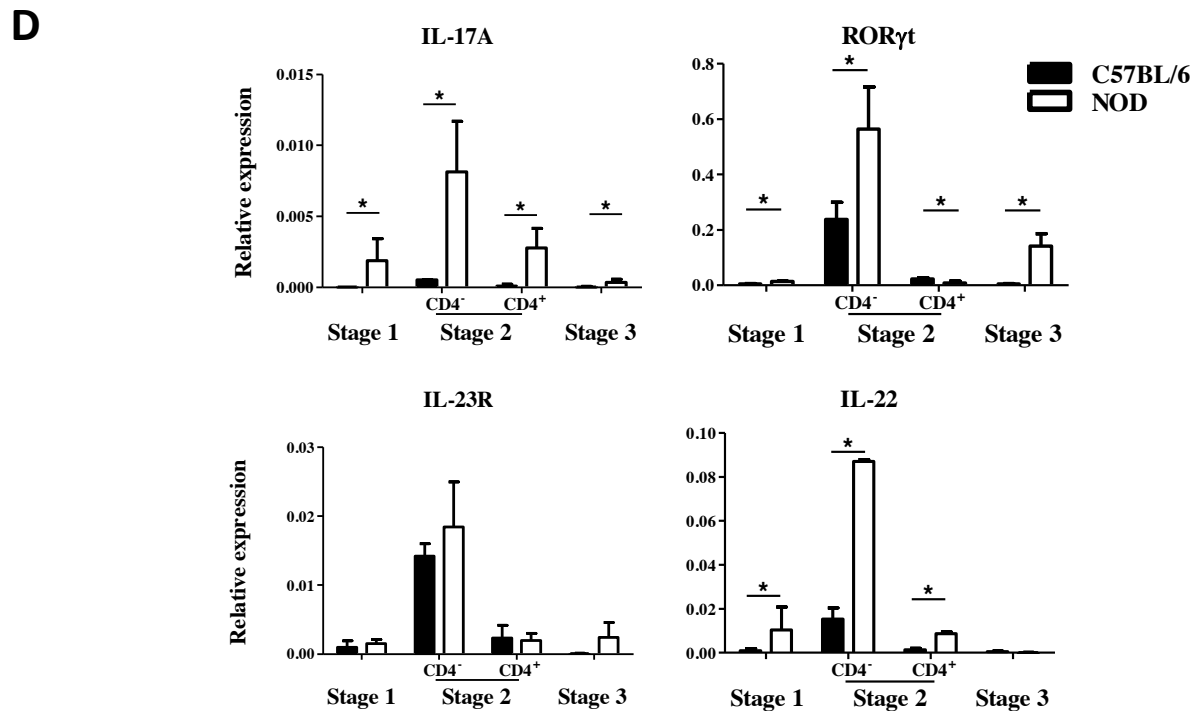 D
IL-17A
Relative expression
0.015
*
0.010
*
*
*
0.005
0.000
CD4⁻ CD4⁺
Stage 1 Stage 2 Stage 3
RORγt
0.8
*
0.6
0.4
*
*
*
0.2
0.0
CD4⁻ CD4⁺
Stage 1 Stage 2 Stage 3
C57BL/6
NOD
IL-23R
Relative expression
0.03
0.02
0.01
0.00
CD4⁻ CD4⁺
Stage 1 Stage 2 Stage 3
IL-22
0.10
*
0.08
0.06
0.04
*
*
0.02
0.00
CD4⁻ CD4⁺
Stage 1 Stage 2 Stage 3